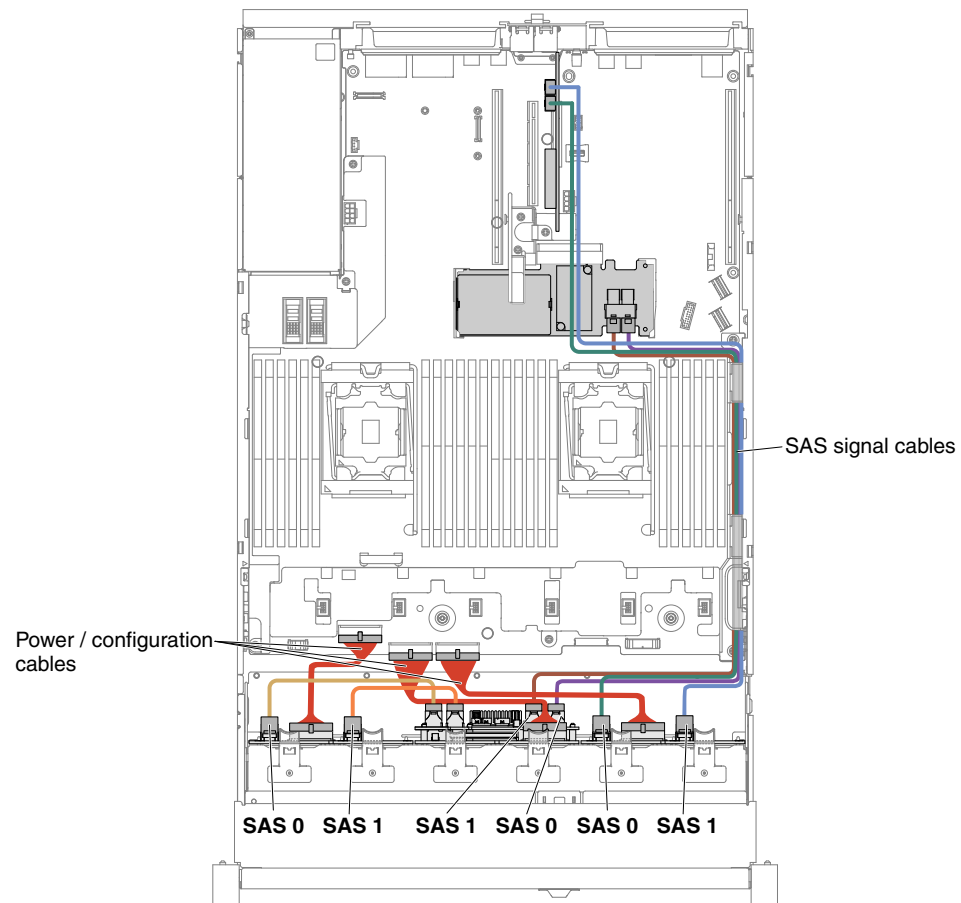 SAS signal cables
Power / configuration
cables
SAS 0
SAS 1
SAS 1
SAS 0
SAS 0
SAS 1